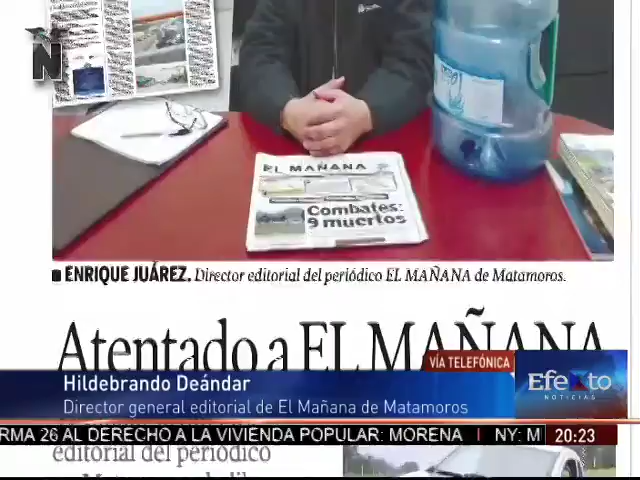 N
EL MAÑANA
Combates:
9 muertos
ENRIQUE JUÁREZ. Director editorial del periódico EL MAÑANA de Matamoros.
Atentado a EL MAÑANA
VÍA TELEFÓNICA
Hildebrando Deándar
Director general editorial de El Mañana de Matamoros
Efekto
NOTICIAS
RMA 26 AL DERECHO A LA VIVIENDA POPULAR: MORENA | NY: M
20:23
editorial del periódico